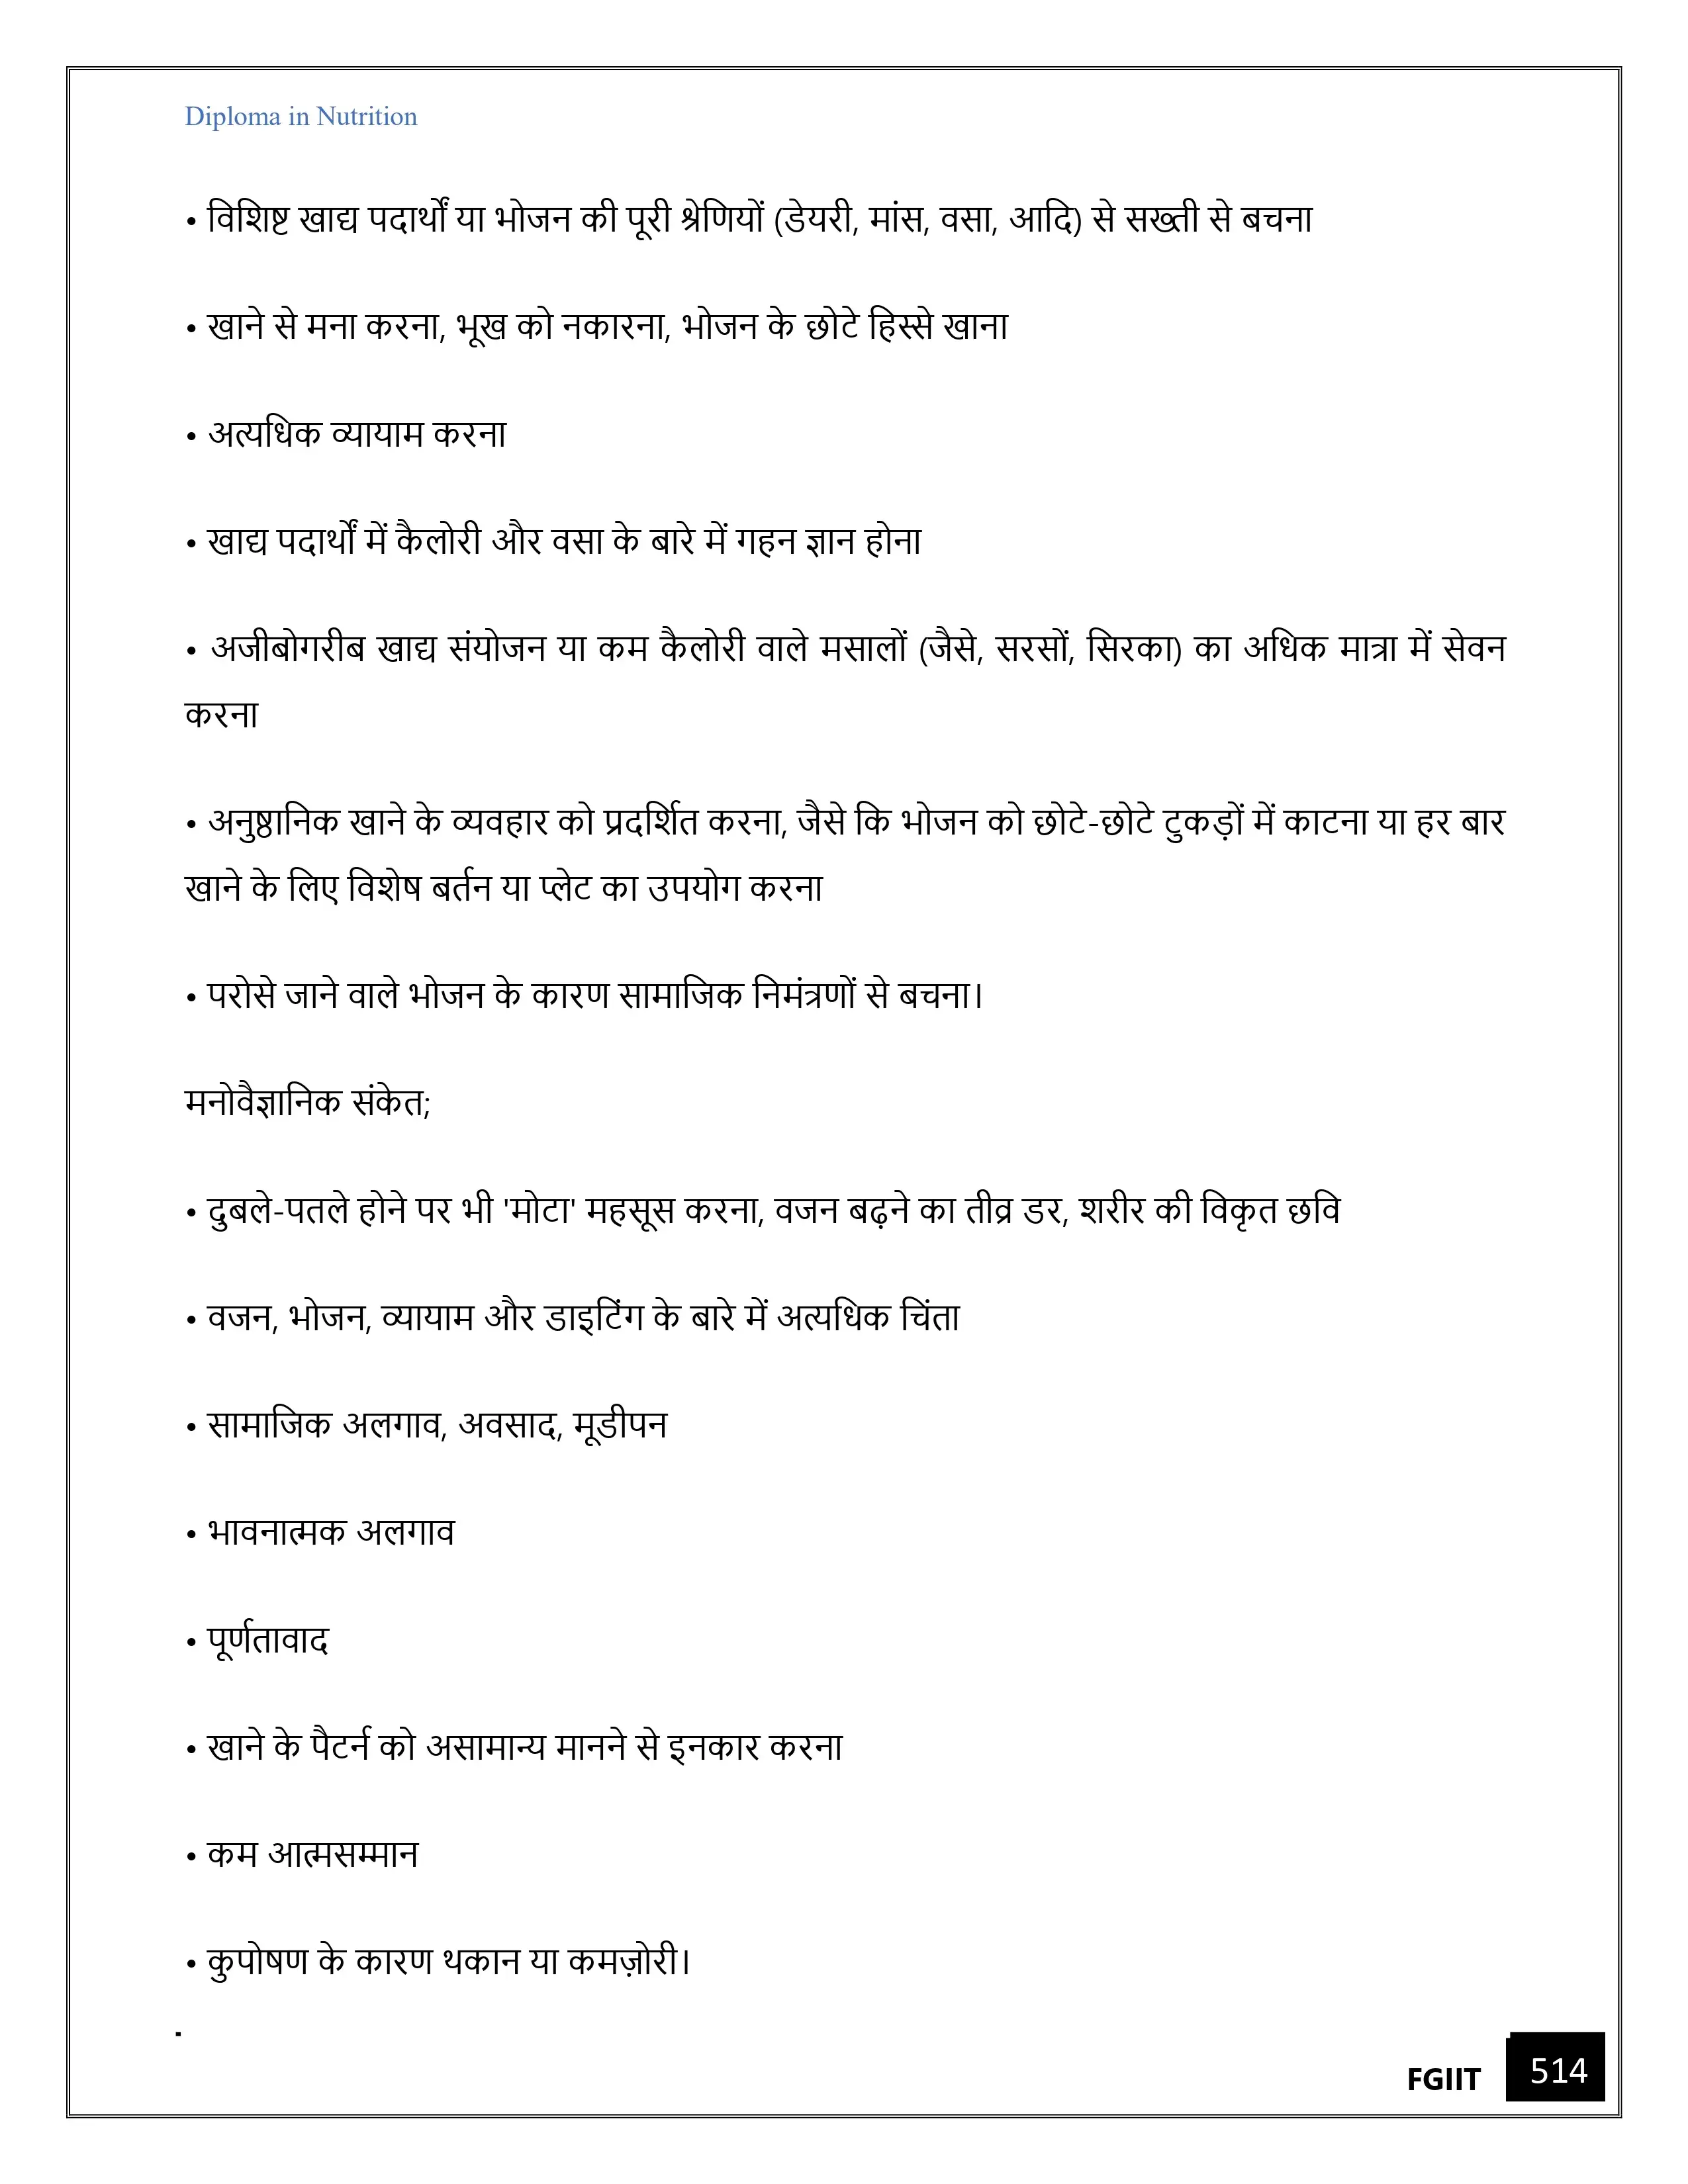 Diploma in Nutrition
• विशिष्ट खाद्य पदार्थों या भोजन की पूरी श्रेणियों (डेयरी, मांस, वसा, आदि) से सख्ती से बचना
• खाने से मना करना, भूख को नकारना, भोजन के छोटे हिस्से खाना
• अत्यधिक व्यायाम करना
• खाद्य पदार्थों में कैलोरी और वसा के बारे में गहन ज्ञान होना
• अजीबोगरीब खाद्य संयोजन या कम कैलोरी वाले मसालों (जैसे, सरसों, सिरका) का अधिक मात्रा में सेवन
करना
• अनुष्ठानिक खाने के व्यवहार को प्रदर्शित करना, जैसे कि भोजन को छोटे-छोटे टुकड़ों में काटना या हर बार
खाने के लिए विशेष बर्तन या प्लेट का उपयोग करना
• परोसे जाने वाले भोजन के कारण सामाजिक निमंत्रणों से बचना।
मनोवैज्ञानिक संकेत;
• दुबले-पतले होने पर भी 'मोटा' महसूस करना, वजन बढ़ने का तीव्र डर, शरीर की विकृत छवि
• वजन, भोजन, व्यायाम और डाइटिंग के बारे में अत्यधिक चिंता
• सामाजिक अलगाव, अवसाद, मूडीपन
• भावनात्मक अलगाव
• पूर्णतावाद
• खाने के पैटर्न को असामान्य मानने से इनकार करना
• कम आत्मसम्मान
• कुपोषण के कारण थकान या कमज़ोरी।
FGIIT 514